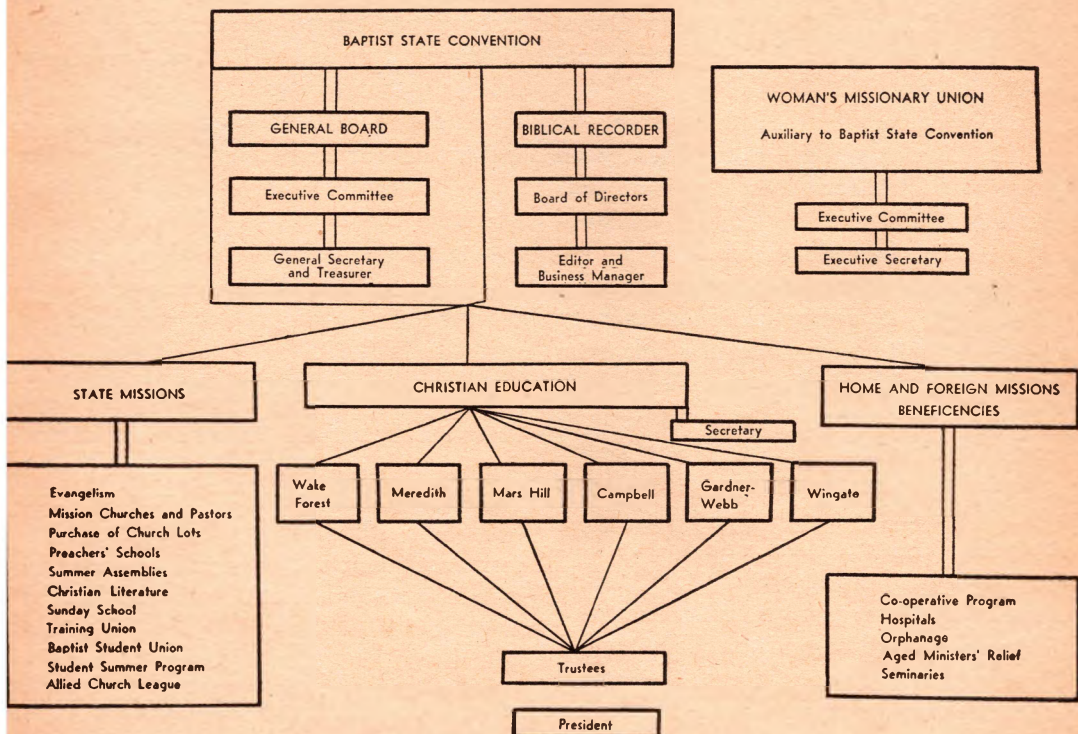 BAPTIST STATE CONVENTION
GENERAL BOARD
Executive Committee
General Secretary
and Treasurer
BIBLICAL RECORDER
Board of Directors
Editor and
Business Manager
WOMAN'S MISSIONARY UNION
Auxiliary to Baptist State Convention
Executive Committee
Executive Secretary
STATE MISSIONS
Evangelism
Mission Churches and Pastors
Purchase of Church Lots
Preachers' Schools
Summer Assemblies
Christian Literature
Sunday School
Training Union
Baptist Student Union
Student Summer Program
Allied Church League
CHRISTIAN EDUCATION
Secretary
Wake
Forest
Meredith
Mars Hill
Campbell
Gardner-
Webb
Wingate
Trustees
President
HOME AND FOREIGN MISSIONS
BENEFICENCIES
Co-operative Program
Hospitals
Orphanage
Aged Ministers' Relief
Seminaries